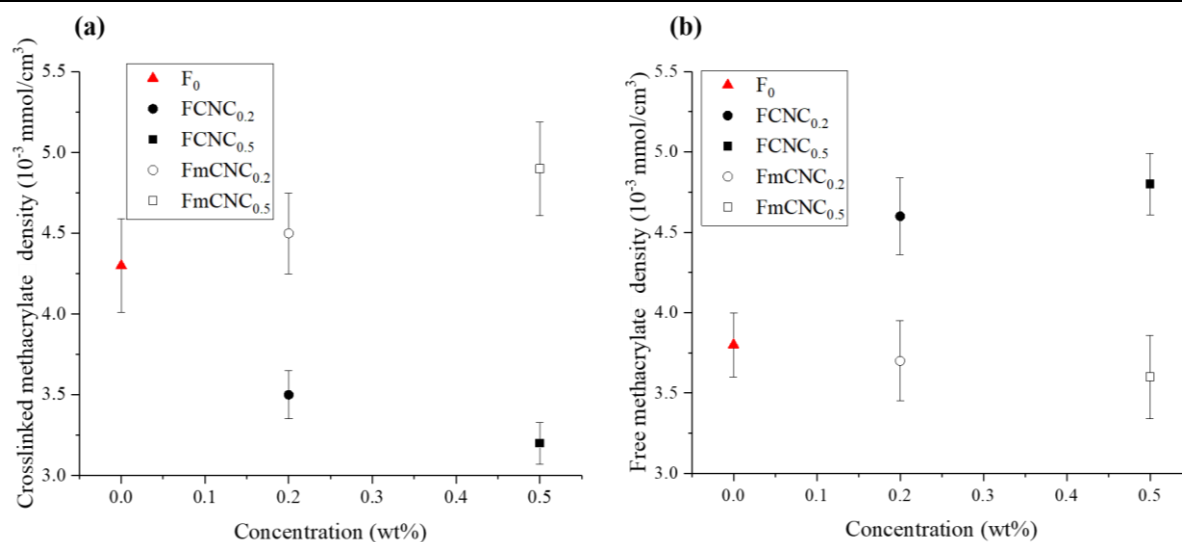 (a)
Crosslinked methacrylate density (10⁻³ mmol/cm³)
5.5
5.0
4.5
4.0
3.5
3.0
F₀
FCNC₀.₂
FCNC₀.₅
FmCNC₀.₂
FmCNC₀.₅
0.0 0.1 0.2 0.3 0.4 0.5
Concentration (wt%)
(b)
Free methacrylate density (10⁻³ mmol/cm³)
5.5
5.0
4.5
4.0
3.5
3.0
F₀
FCNC₀.₂
FCNC₀.₅
FmCNC₀.₂
FmCNC₀.₅
0.0 0.1 0.2 0.3 0.4 0.5
Concentration (wt%)